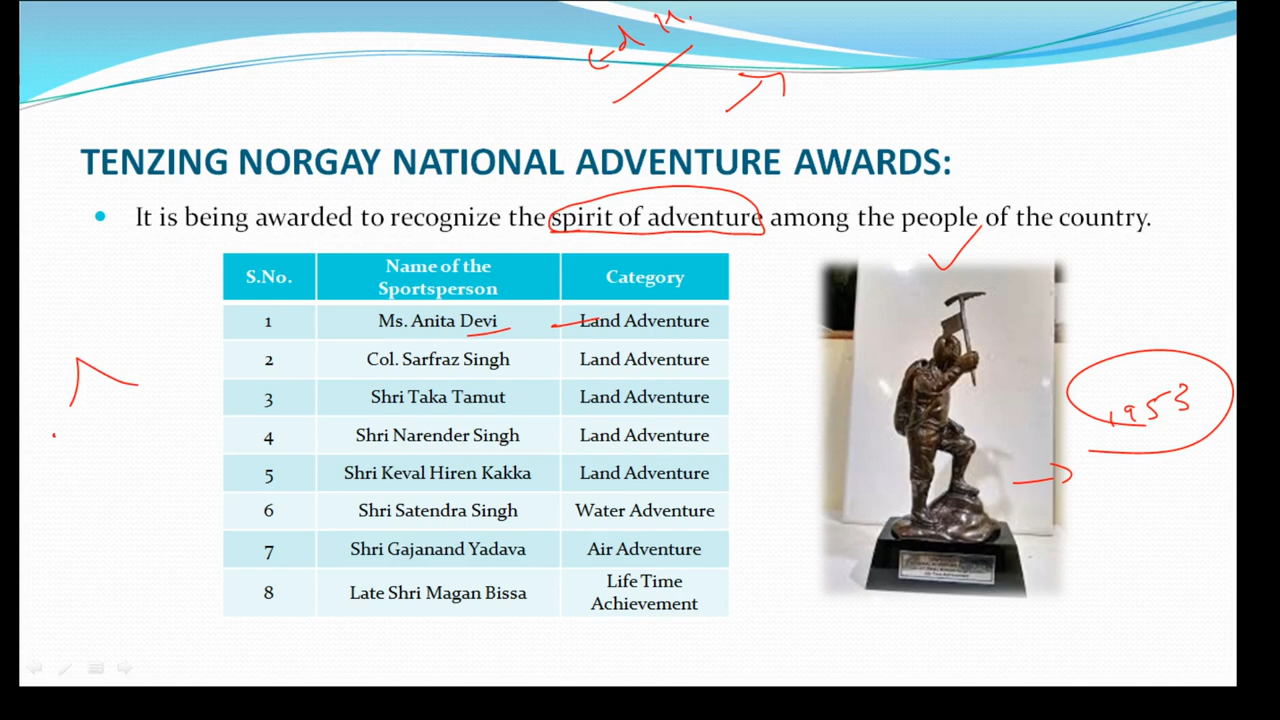 TENZING NORGAY NATIONAL ADVENTURE AWARDS:
• It is being awarded to recognize the spirit of adventure among the people of the country.
S.No. Name of the Sportsperson Category
1 Ms. Anita Devi Land Adventure
2 Col. Sarfraz Singh Land Adventure
3 Shri Taka Tamut Land Adventure
4 Shri Narender Singh Land Adventure
5 Shri Keval Hiren Kakka Land Adventure
6 Shri Satendra Singh Water Adventure
7 Shri Gajanand Yadava Air Adventure
8 Late Shri Magan Bissa Life Time Achievement
1953